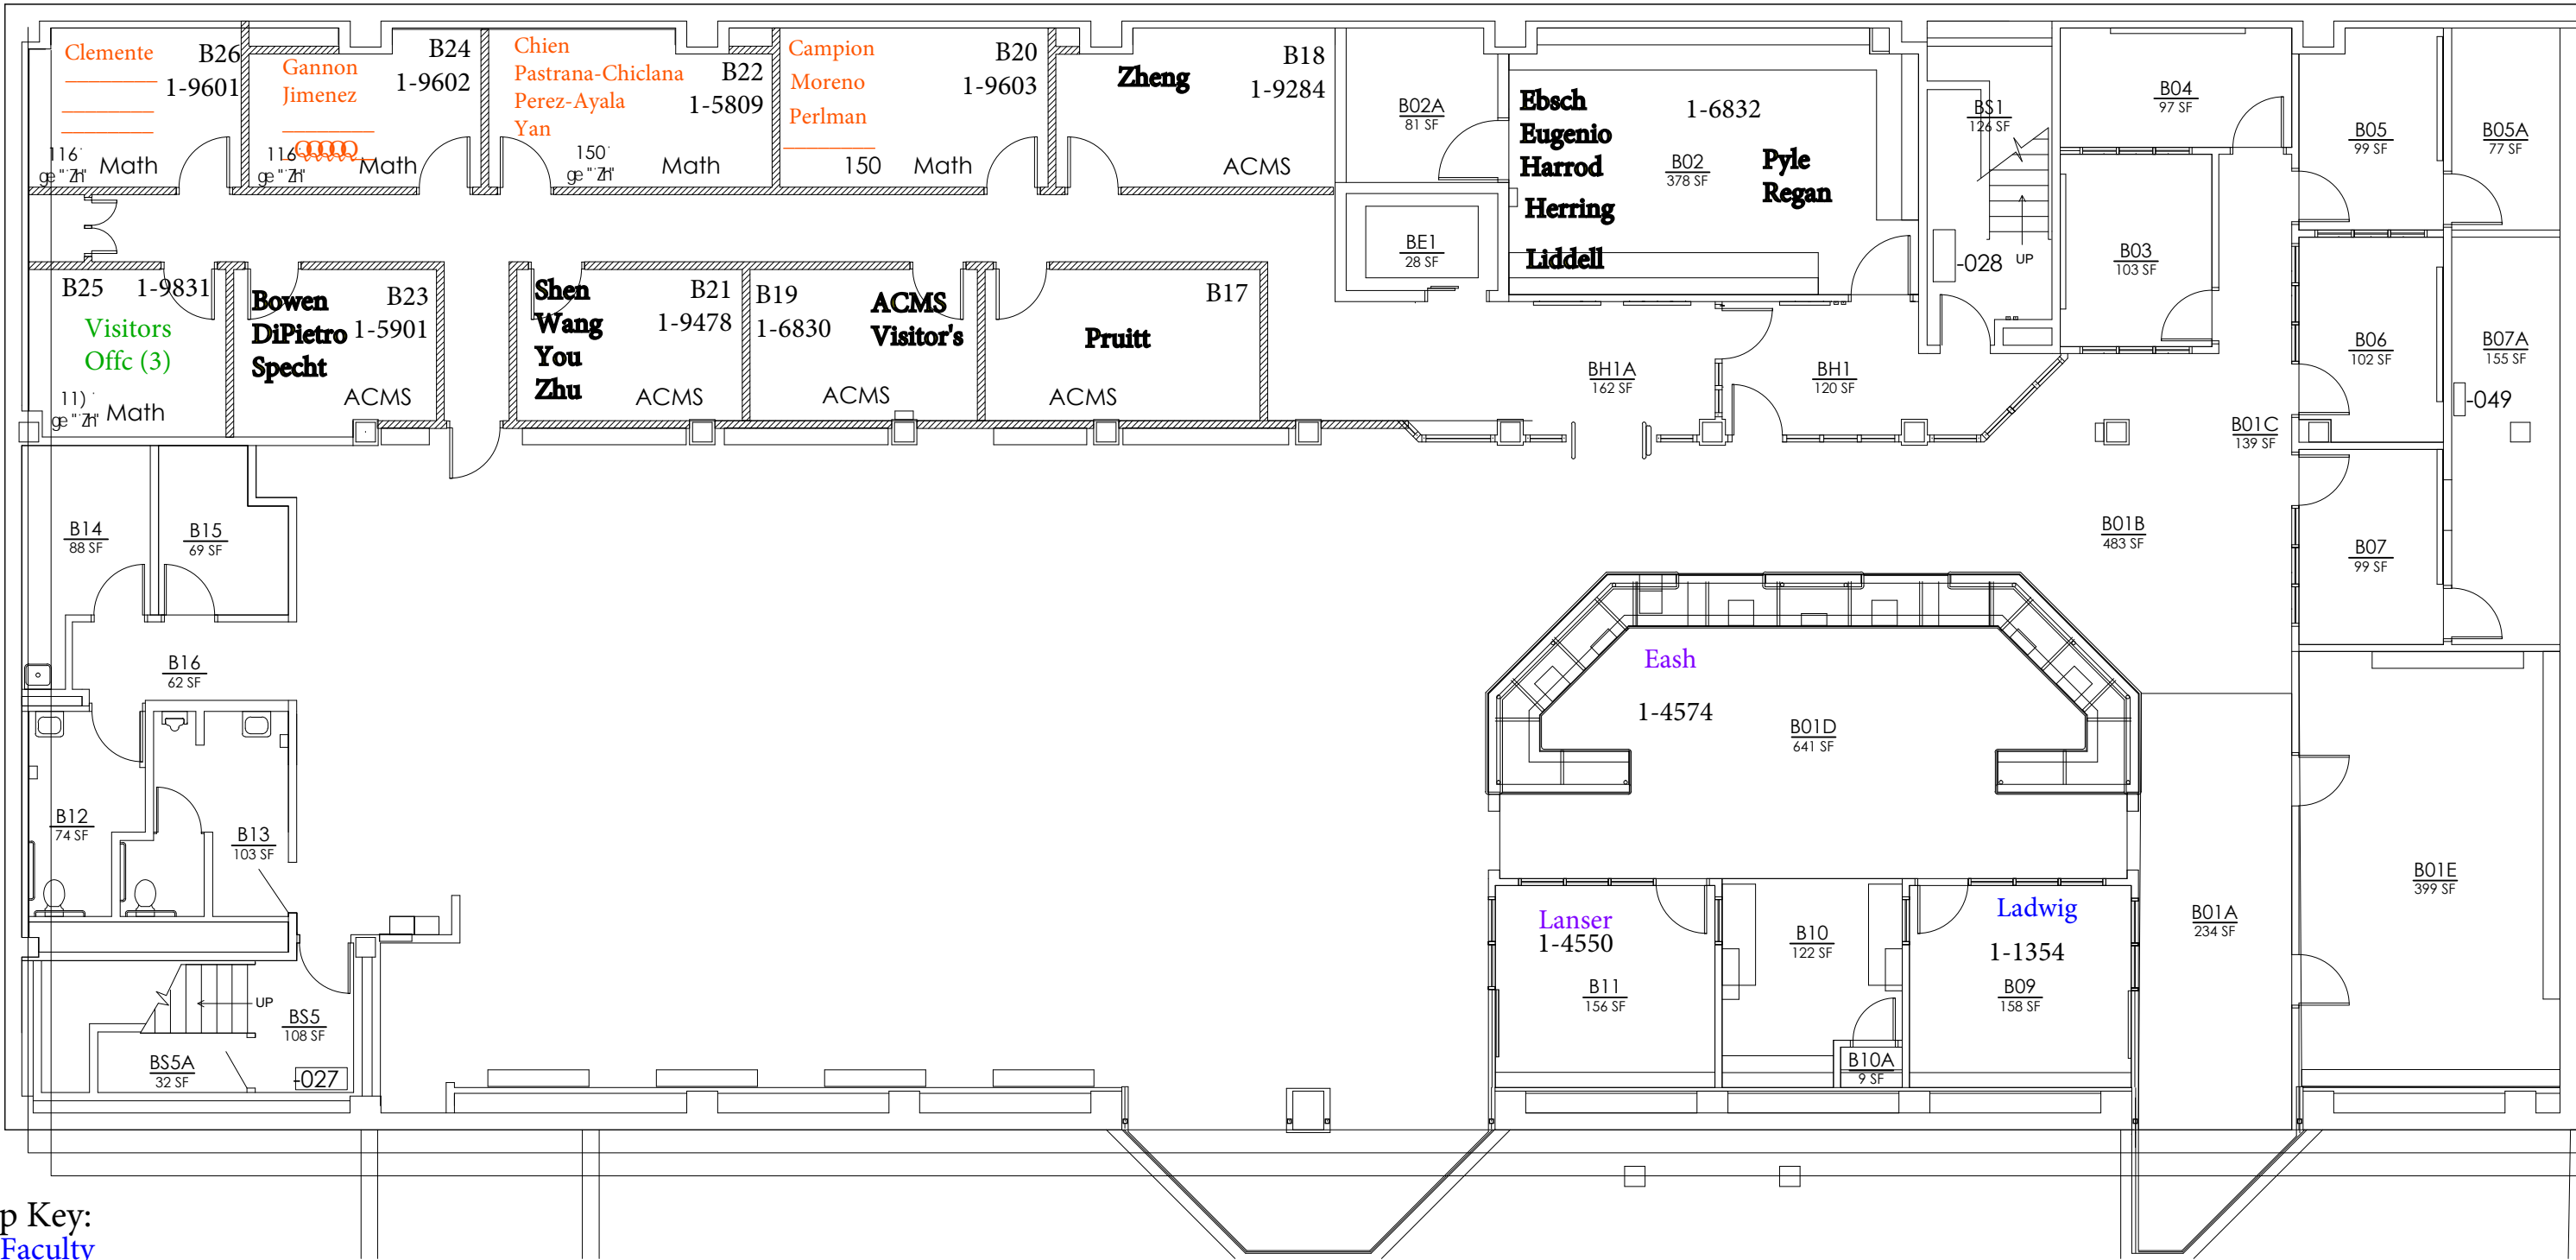 Clemente
B26
1-9601
116
Math
Gannon
Jimenez
B24
1-9602
116
Math
Chien
Pastrana-Chiclana
Perez-Ayala
Yan
B22
1-5809
150
Math
Campion
Moreno
Perlman
B20
1-9603
150 Math
Zheng
B18
1-9284
ACMS
B02A
81 SF
Ebsch
Eugenio
Harrod
Herring
Liddell
1-6832
B02
378 SF
Pyle
Regan
BS1
126 SF
-028
UP
B04
97 SF
B03
103 SF
B05
99 SF
B05A
77 SF
BE1
28 SF
B25
1-9831
Visitors
Offc (3)
11)
Math
Bowen
DiPietro
Specht
B23
1-5901
ACMS
Shen
Wang
You
Zhu
B21
1-9478
ACMS
B19
1-6830
ACMS
Visitor's
ACMS
B17
Pruitt
ACMS
BH1A
162 SF
BH1
120 SF
B06
102 SF
B07A
155 SF
-049
B01C
139 SF
B14
88 SF
B15
69 SF
B01B
483 SF
B07
99 SF
B16
62 SF
Eash
1-4574
B01D
641 SF
B12
74 SF
B13
103 SF
B01E
399 SF
Lanser
1-4550
B11
156 SF
B10
122 SF
B10A
9 SF
Ladwig
1-1354
B09
158 SF
B01A
234 SF
UP
BS5
108 SF
BS5A
32 SF
-027
p Key:
Faculty